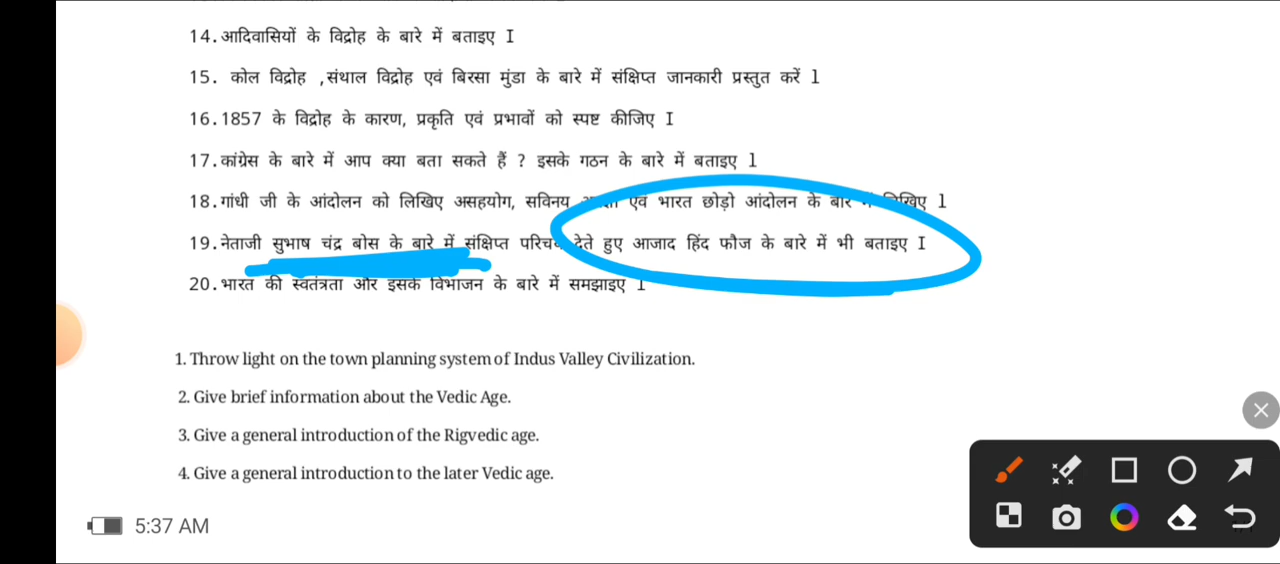 14.आदिवासियों के विद्रोह के बारे में बताइए I
15. कोल विद्रोह ,संथाल विद्रोह एवं बिरसा मुंडा के बारे में संक्षिप्त जानकारी प्रस्तुत करें l
16.1857 के विद्रोह के कारण, प्रकृति एवं प्रभावों को स्पष्ट कीजिए I
17.कांग्रेस के बारे में आप क्या बता सकते हैं ? इसके गठन के बारे में बताइए l
18.गांधी जी के आंदोलन को लिखिए असहयोग, सविनय एवं भारत छोड़ो आंदोलन के बारे l
19.नेताजी सुभाष चंद्र बोस के बारे में संक्षिप्त देते हुए आजाद हिंद फौज के बारे में भी बताइए I
20.भारत की स्वतंत्रता और इसके विभाजन के बारे में समझाइए l
1. Throw light on the town planning system of Indus Valley Civilization.
2. Give brief information about the Vedic Age.
3. Give a general introduction of the Rigvedic age.
4. Give a general introduction to the later Vedic age.
5:37 AM